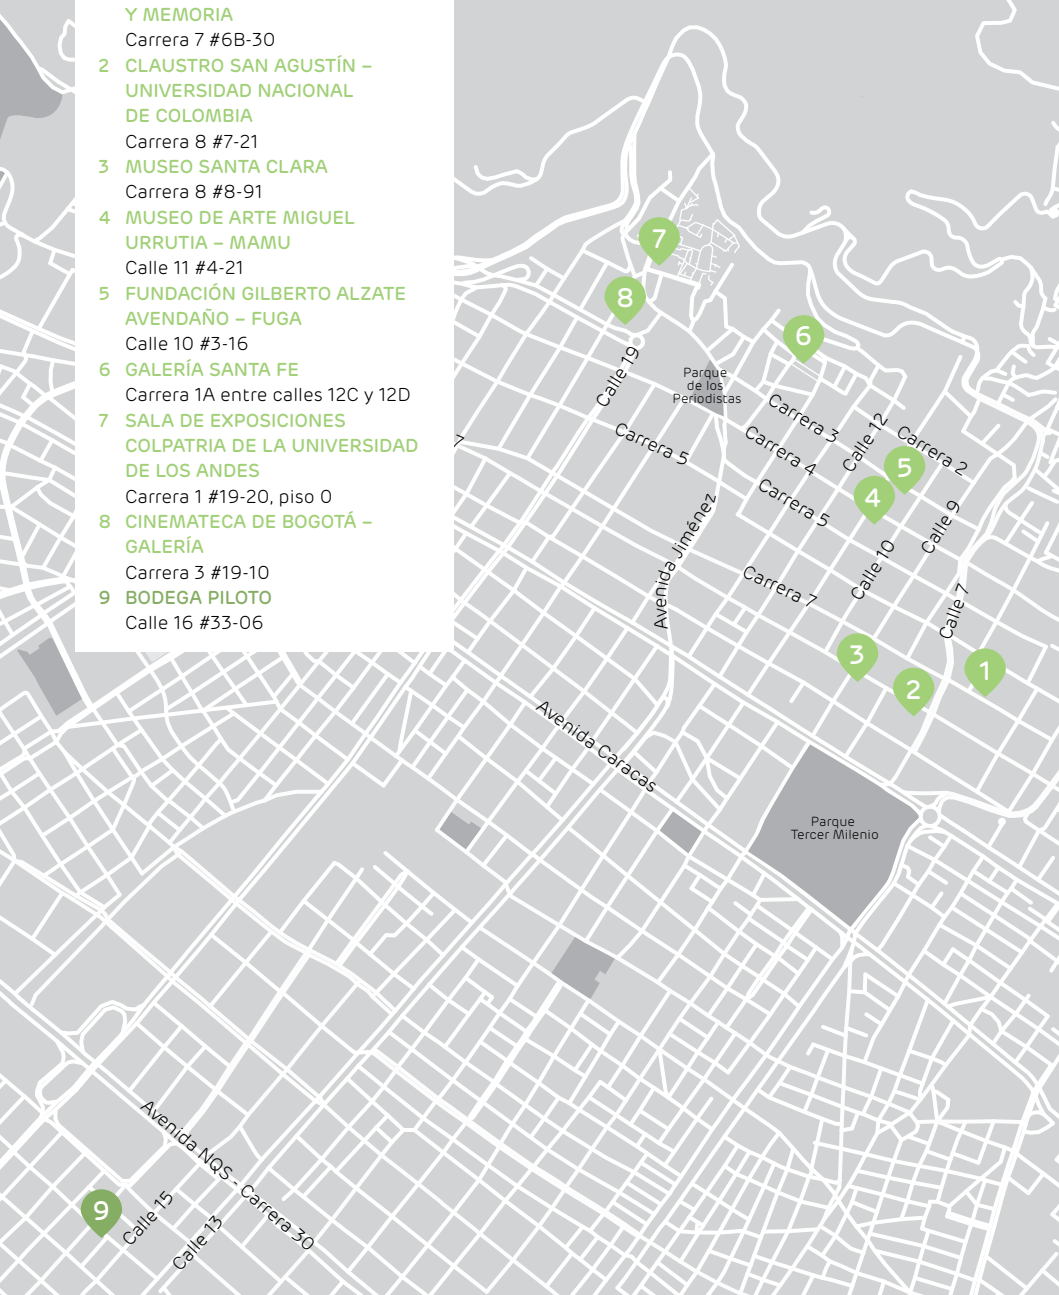 Y MEMORIA
Carrera 7 #6B-30
2 CLAUSTRO SAN AGUSTÍN –
UNIVERSIDAD NACIONAL
DE COLOMBIA
Carrera 8 #7-21
3 MUSEO SANTA CLARA
Carrera 8 #8-91
4 MUSEO DE ARTE MIGUEL
URRUTIA – MAMU
Calle 11 #4-21
5 FUNDACIÓN GILBERTO ALZATE
AVENDAÑO – FUGA
Calle 10 #3-16
6 GALERÍA SANTA FE
Carrera 1A entre calles 12C y 12D
7 SALA DE EXPOSICIONES
COLPATRIA DE LA UNIVERSIDAD
DE LOS ANDES
Carrera 1 #19-20, piso 0
8 CINEMATECA DE BOGOTÁ –
GALERÍA
Carrera 3 #19-10
9 BODEGA PILOTO
Calle 16 #33-06
7
8
6
Calle 19
Parque
de los
Periodistas
Carrera 3
Calle 12
Carrera 2
Carrera 5
Carrera 4
7
5
4
Carrera 5
Calle 9
Avenida Jiménez
Calle 10
Carrera 7
Calle 7
3
1
2
Avenida Caracas
Parque
Tercer Milenio
Avenida NQS - Carrera 30
9
Calle 15
Calle 13